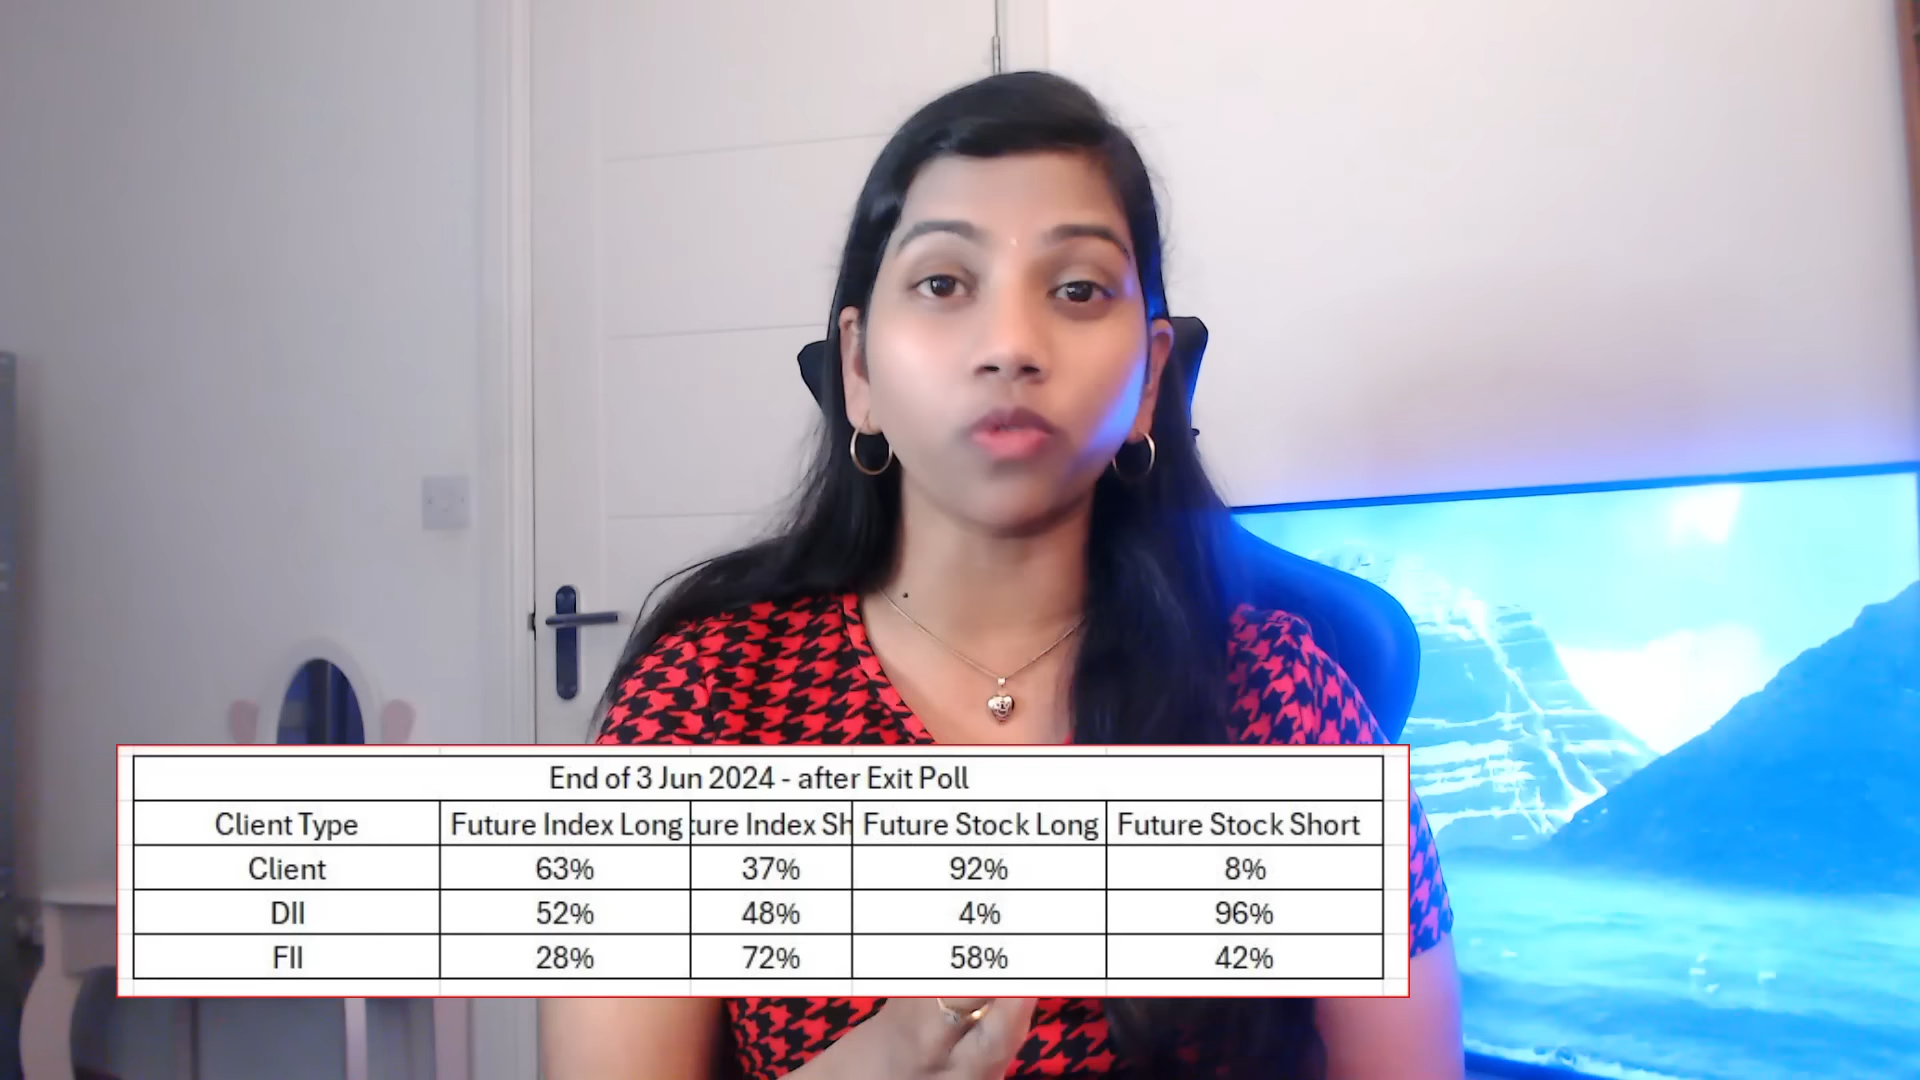 End of 3 Jun 2024 - after Exit Poll
Client Type Future Index Long ture Index Sh Future Stock Long Future Stock Short
Client 63% 37% 92% 8%
DII 52% 48% 4% 96%
FII 28% 72% 58% 42%